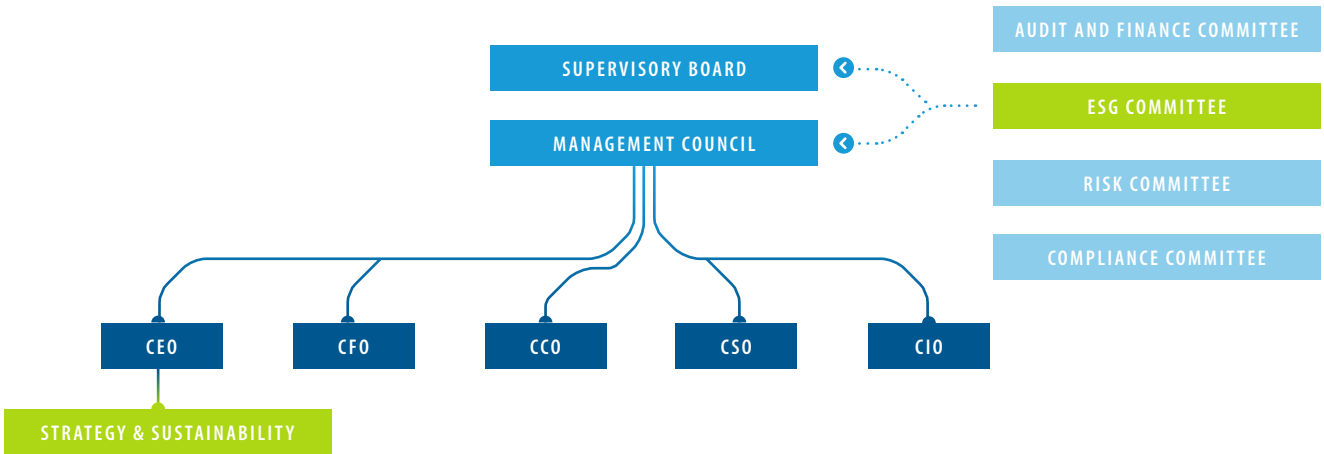 AUDIT AND FINANCE COMMITTEE
SUPERVISORY BOARD
ESG COMMITTEE
MANAGEMENT COUNCIL
RISK COMMITTEE
COMPLIANCE COMMITTEE
CEO
CFO
CCO
CSO
CIO
STRATEGY & SUSTAINABILITY